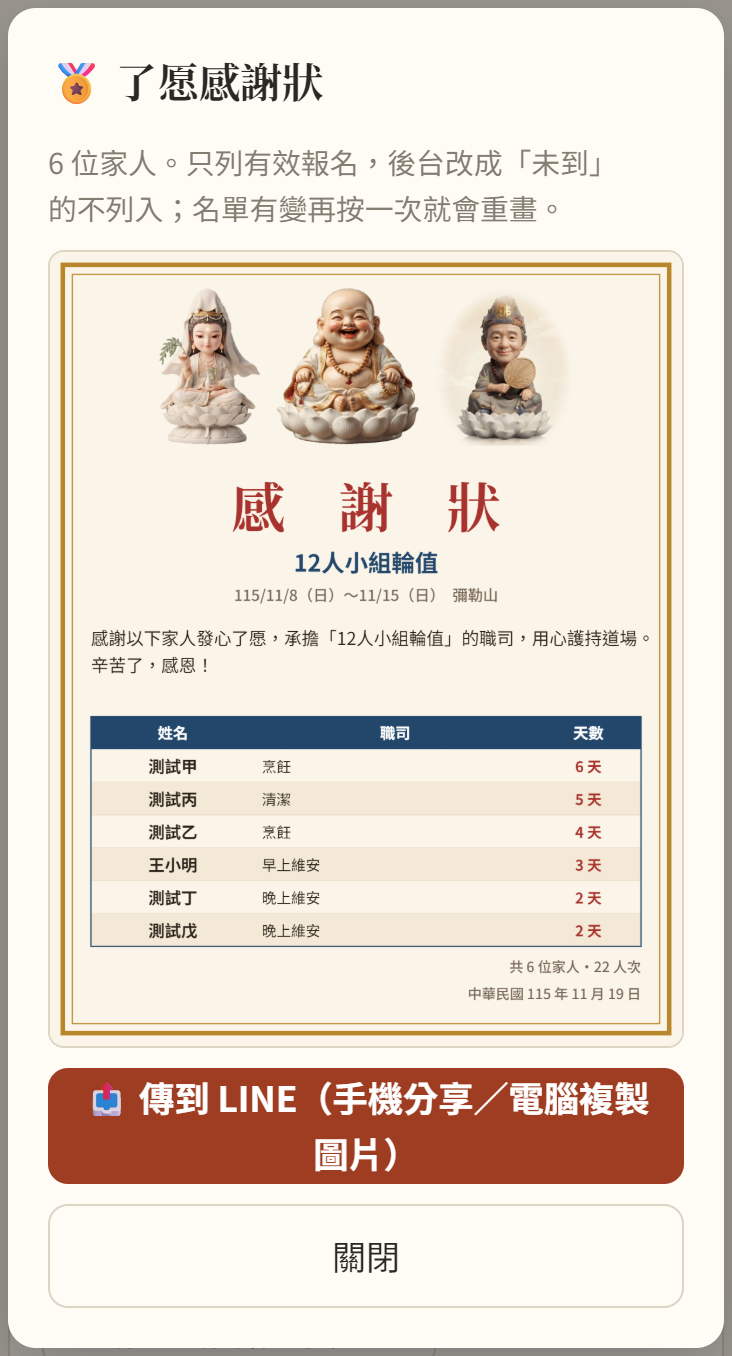 了愿感謝狀
6 位家人。只列有效報名，後台改成「未到」
的不列入；名單有變再按一次就會重畫。
佛
感 謝 狀
12人小組輪值
115/11/8（日）～11/15（日） 彌勒山
感謝以下家人發心了愿，承擔「12人小組輪值」的職司，用心護持道場。
辛苦了，感恩！
姓名 職司 天數
測試甲 烹飪 6 天
測試丙 清潔 5 天
測試乙 烹飪 4 天
王小明 早上維安 3 天
測試丁 晚上維安 2 天
測試戊 晚上維安 2 天
共 6 位家人・22 人次
中華民國 115 年 11 月 19 日
傳到 LINE（手機分享／電腦複製
圖片）
關閉